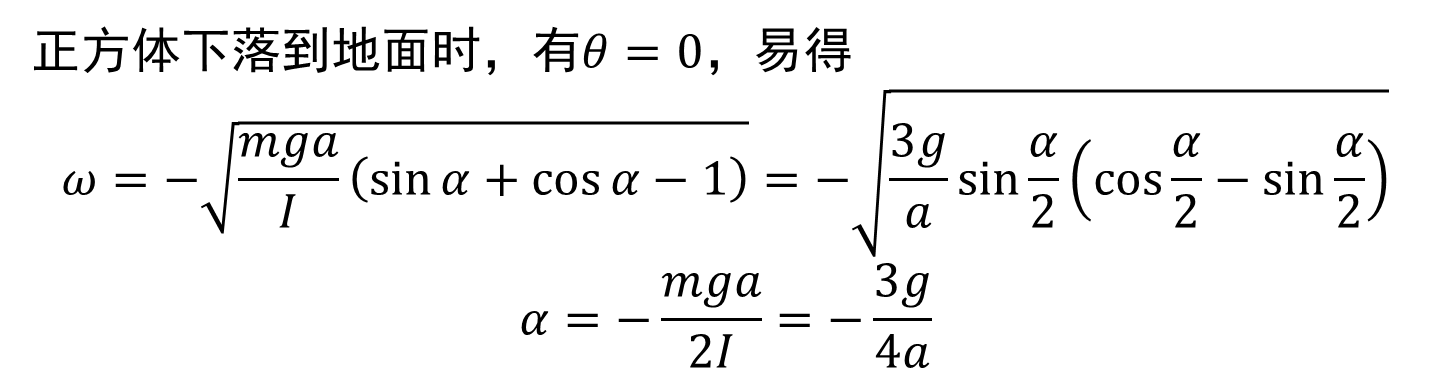 正方体下落到地面时，有θ = 0，易得
ω = −√(mga/I (sin α + cos α − 1)) = −√(3g/a sin α/2 (cos α/2 − sin α/2))
α = − mga/2I = − 3g/4a